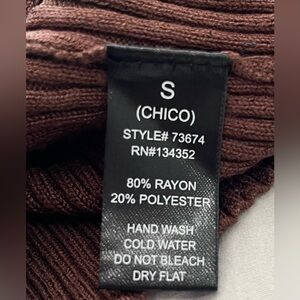 S
(CHICO)
STYLE# 73674
RN#134352
80% RAYON
20% POLYESTER
HAND WASH
COLD WATER
DO NOT BLEACH
DRY FLAT